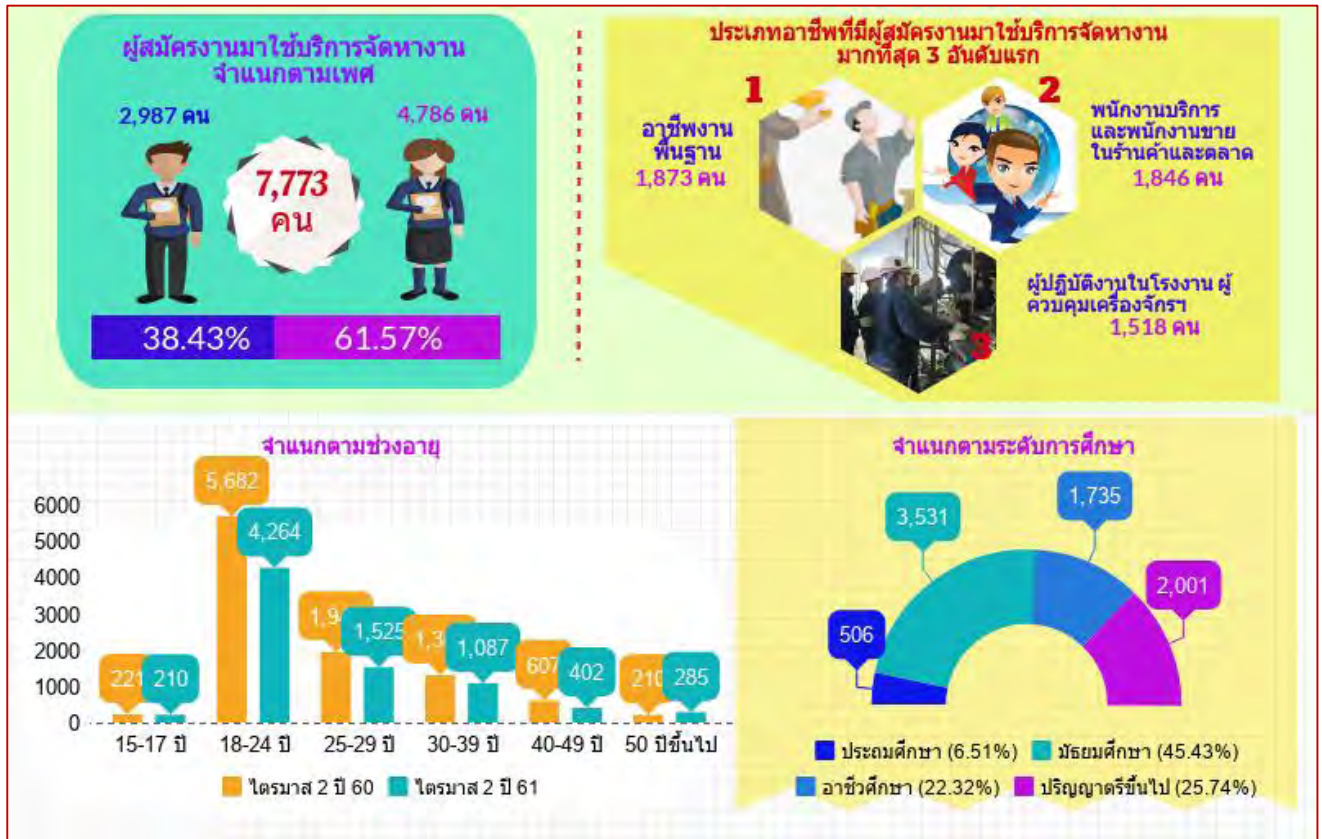 ผู้สมัครงานมาใช้บริการจัดหางาน
จำแนกตามเพศ
2,987 คน
4,786 คน
7,773
คน
38.43%
61.57%
ประเภทอาชีพที่มีผู้สมัครงานมาใช้บริการจัดหางาน
มากที่สุด 3 อันดับแรก
1
อาชีพงาน
พื้นฐาน
1,873 คน
2
พนักงานบริการ
และพนักงานขาย
ในร้านค้าและตลาด
1,846 คน
3
ผู้ปฏิบัติงานในโรงงาน ผู้
ควบคุมเครื่องจักรฯ
1,518 คน
จำแนกตามช่วงอายุ
6000
5000
4000
3000
2000
1000
0
221
210
5,682
4,264
1,525
1,087
607
402
210
285
15-17 ปี
18-24 ปี
25-29 ปี
30-39 ปี
40-49 ปี
50 ปีขึ้นไป
ไตรมาส 2 ปี 60
ไตรมาส 2 ปี 61
จำแนกตามระดับการศึกษา
506
3,531
1,735
2,001
ประถมศึกษา (6.51%)
มัธยมศึกษา (45.43%)
อาชีวศึกษา (22.32%)
ปริญญาตรีขึ้นไป (25.74%)